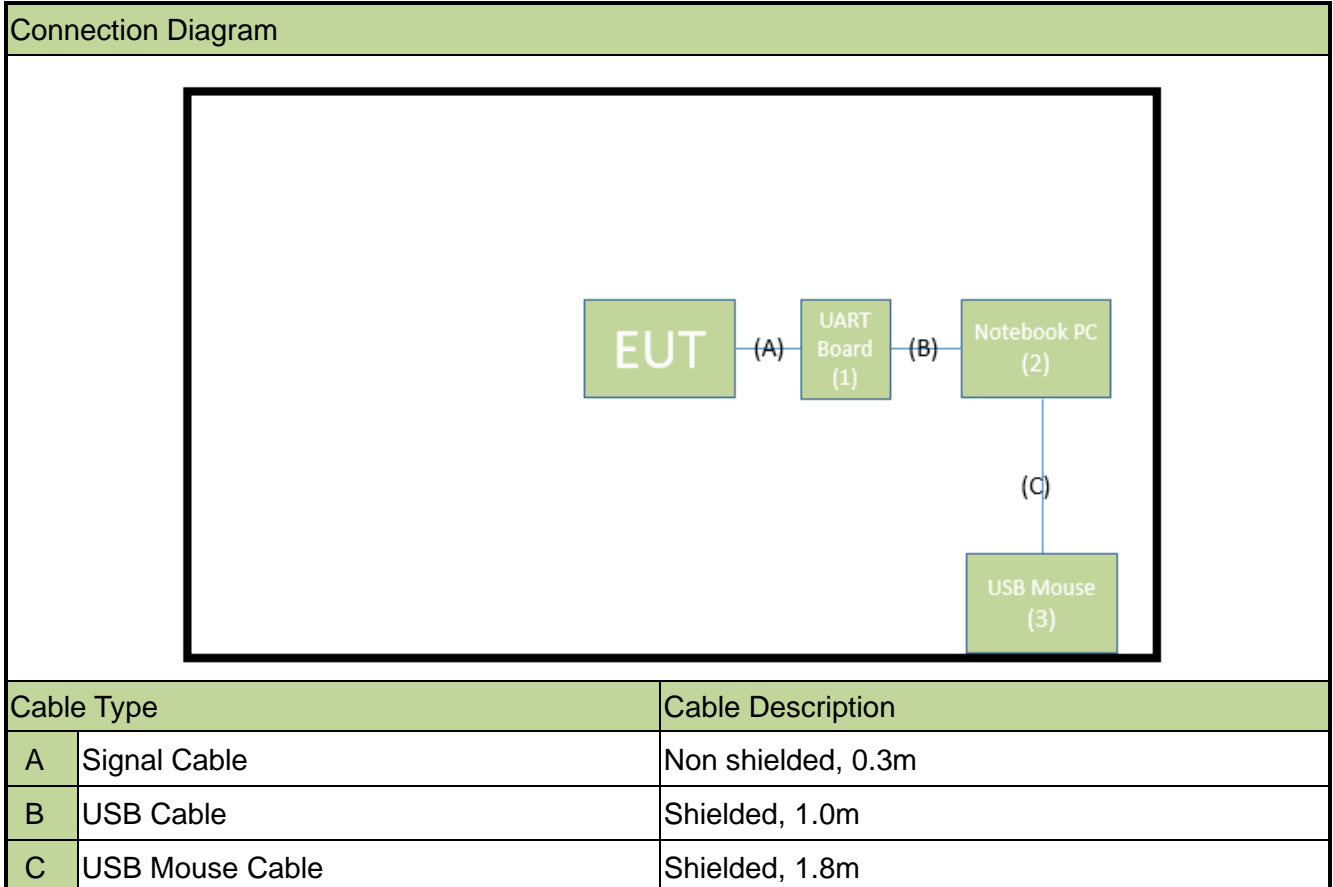 Connection Diagram
EUT
(A)
UART
Board
(1)
(B)
Notebook PC
(2)
(C)
USB Mouse
(3)
Cable Type Cable Description
A Signal Cable Non shielded, 0.3m
B USB Cable Shielded, 1.0m
C USB Mouse Cable Shielded, 1.8m